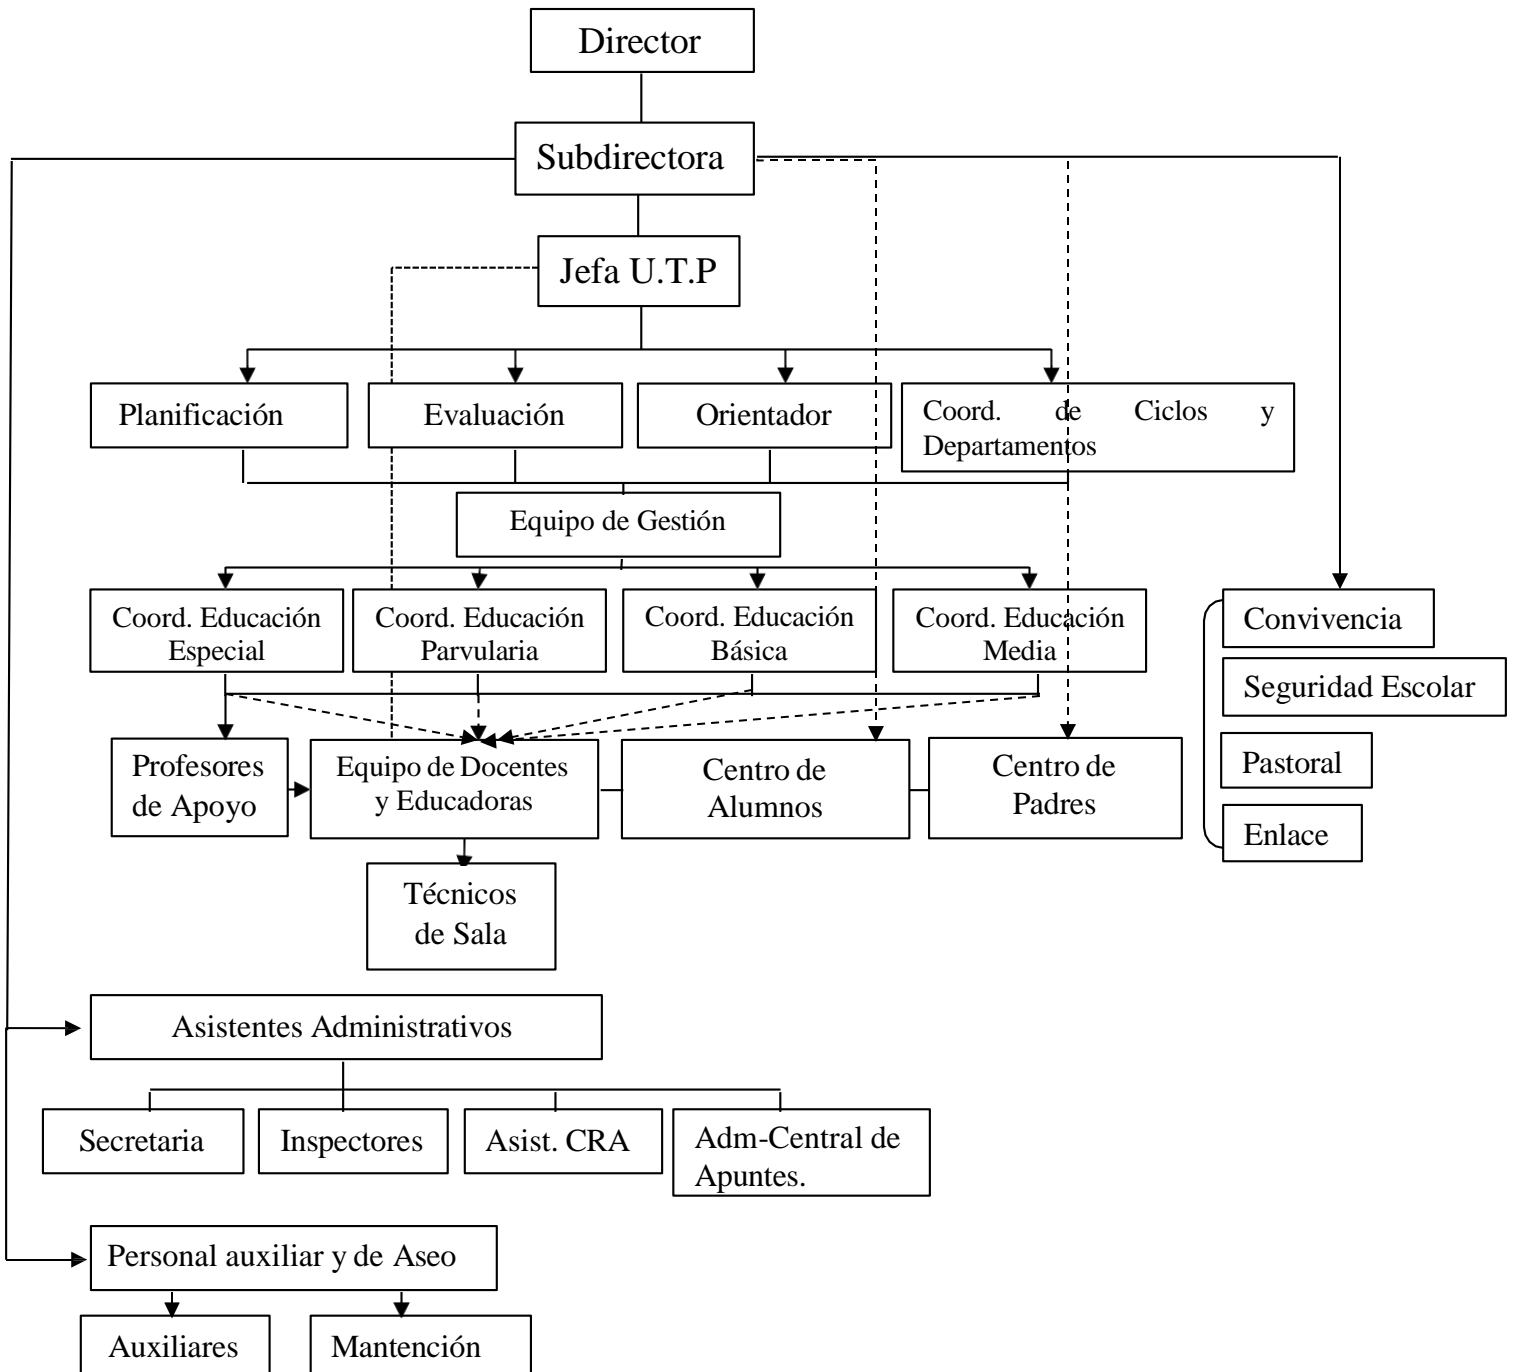 Director
Subdirectora
Jefa U.T.P
Planificación
Evaluación
Orientador
Coord. de Ciclos y
Departamentos
Equipo de Gestión
Coord. Educación
Especial
Coord. Educación
Parvularia
Coord. Educación
Básica
Coord. Educación
Media
Convivencia
Seguridad Escolar
Pastoral
Enlace
Profesores
de Apoyo
Equipo de Docentes
y Educadoras
Centro de
Alumnos
Centro de
Padres
Técnicos
de Sala
Asistentes Administrativos
Secretaria
Inspectores
Asist. CRA
Adm-Central de
Apuntes.
Personal auxiliar y de Aseo
Auxiliares
Mantención